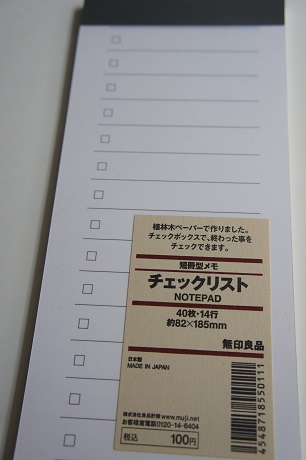 植林木ペーパーで作りました。
チェックボックスで、終わった事を
チェックできます。
短冊型メモ
チェックリスト
NOTEPAD
40枚・14行
約82×185mm
無印良品
日本製
MADE IN JAPAN
株式会社良品計画 www.muji.net
お客様室電話0120-14-6404
税込 100円
4548718550111